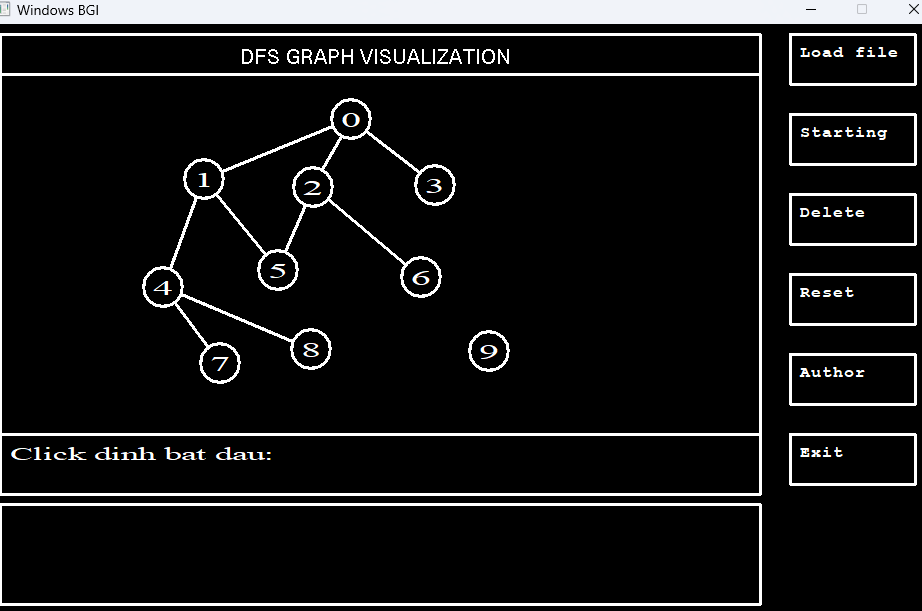 Windows BGI
DFS GRAPH VISUALIZATION
0
1
2
3
4
5
6
7
8
9
Click dinh bat dau:
Load file
Starting
Delete
Reset
Author
Exit